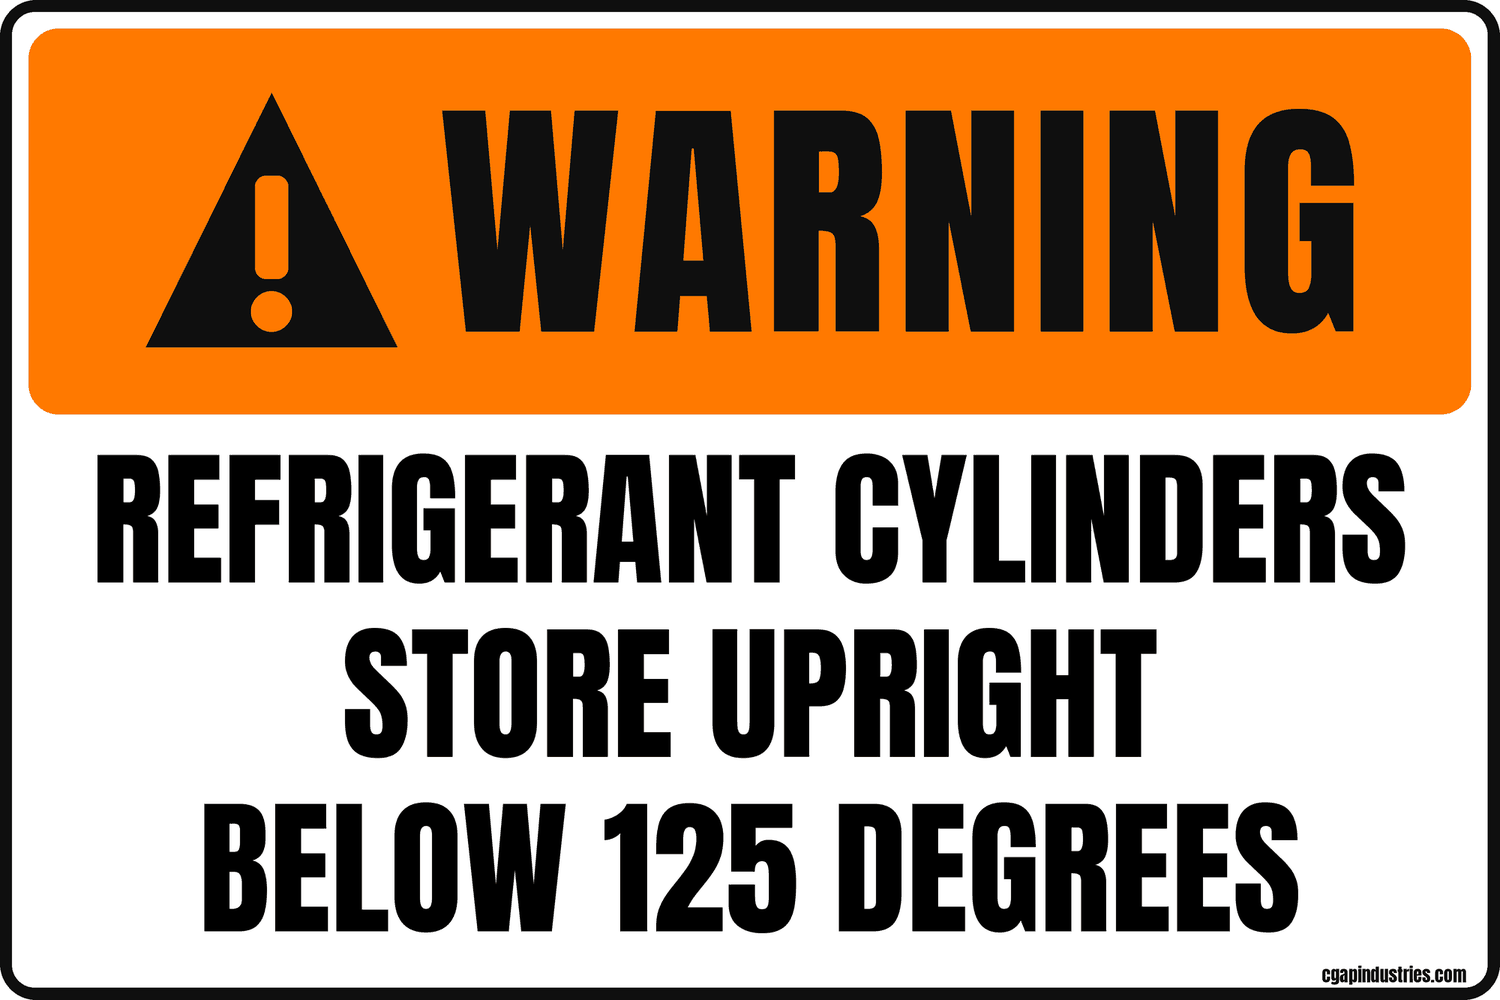 WARNING
REFRIGERANT CYLINDERS
STORE UPRIGHT
BELOW 125 DEGREES
cgapindustries.com